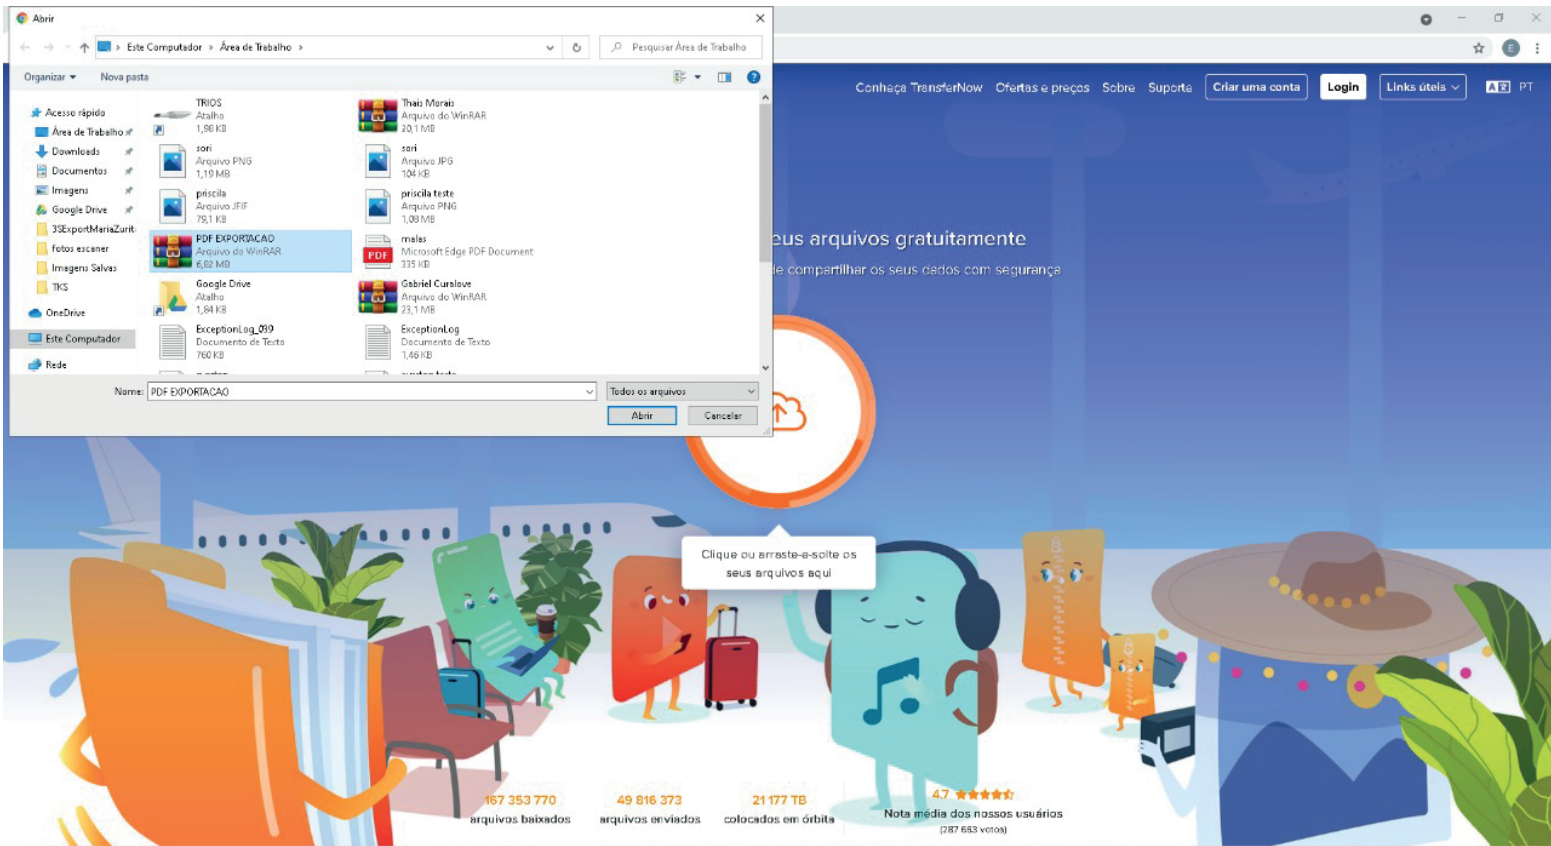 Abrir
Este Computador › Área de Trabalho ›
Pesquisar Área de Trabalho
Organizar
Nova pasta
Acesso rápido
Área de Trabalho
Downloads
Documentos
Imagens
Google Drive
3SExportMariaZurit
fotos escaner
Imagens Salvas
TKS
OneDrive
Este Computador
Rede
TRIOS
Atalho
1,98 KB
Thais Morais
Arquivo do WinRAR
20,1 MB
sori
Arquivo PNG
1,19 MB
sori
Arquivo JPG
104 KB
priscila
Arquivo JFIF
79,1 KB
priscila teste
Arquivo PNG
1,08 MB
PDF EXPORTACAO
Arquivo do WinRAR
6,82 MB
PDF
malas
Microsoft Edge PDF Document
335 KB
Google Drive
Atalho
1,84 KB
Gabriel Curalove
Arquivo do WinRAR
23,1 MB
ExceptionLog_099
Documento de Texto
760 KB
ExceptionLog
Documento de Texto
1,46 KB
Nome: PDF EXPORTACAO
Todos os arquivos
Abrir
Cancelar
E
Conheça TransferNow Ofertas e preços Sobre Suporte Criar uma conta Login Links úteis PT
eus arquivos gratuitamente
de compartilhar os seus dados com segurança
Clique ou arraste-e-solte os
seus arquivos aqui
167 353 770
arquivos baixados
49 816 373
arquivos enviados
21 177 TB
colocados em órbita
4.7
Nota média dos nossos usuários
(287 663 votos)